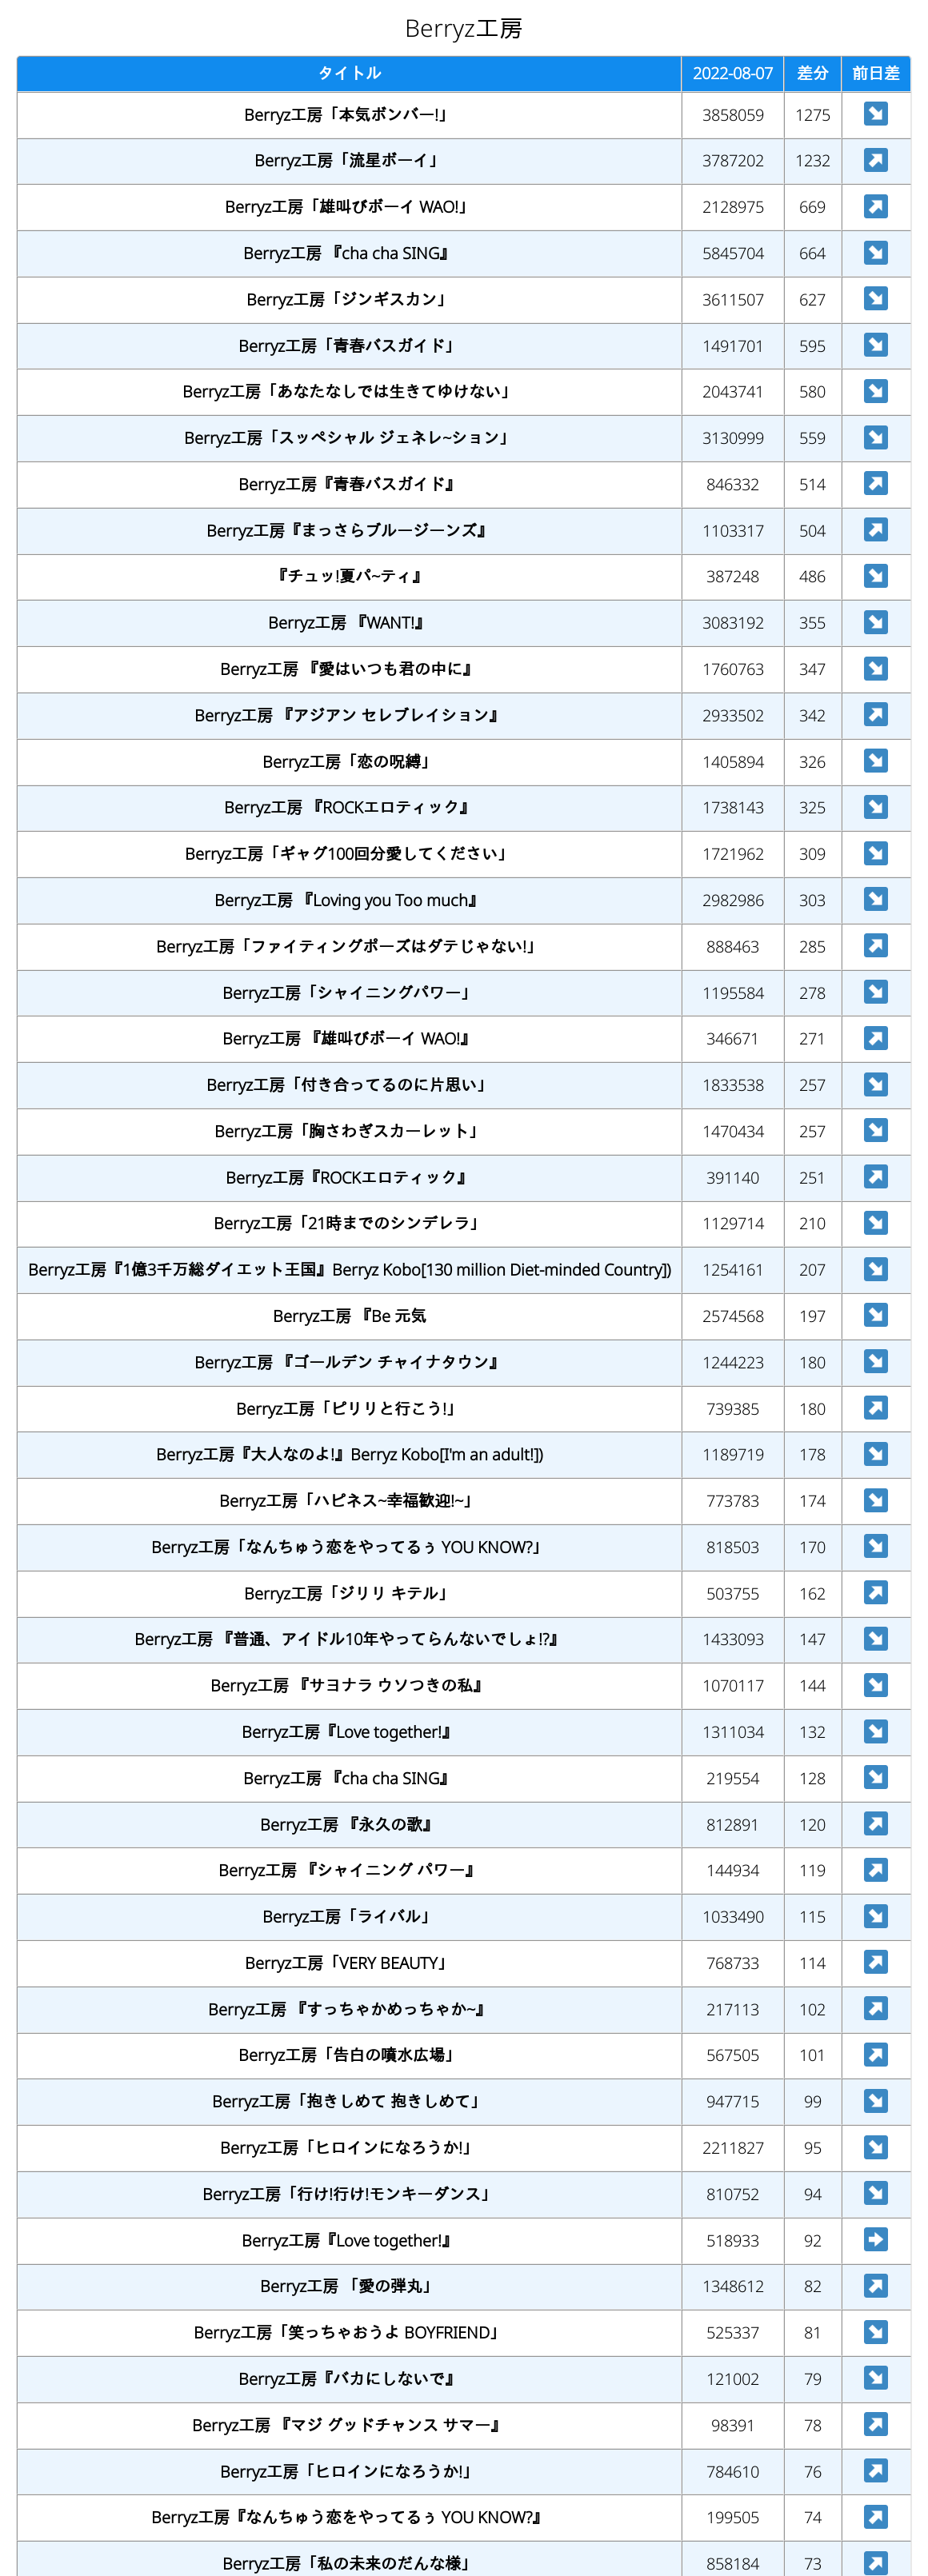 Berryz工房
タイトル 2022-08-07 差分 前日差
Berryz工房「本気ボンバー!」 3858059 1275
Berryz工房「流星ボーイ」 3787202 1232
Berryz工房「雄叫びボーイ WAO!」 2128975 669
Berryz工房 『cha cha SING』 5845704 664
Berryz工房「ジンギスカン」 3611507 627
Berryz工房「青春バスガイド」 1491701 595
Berryz工房「あなたなしでは生きてゆけない」 2043741 580
Berryz工房「スッペシャル ジェネレ~ション」 3130999 559
Berryz工房『青春バスガイド』 846332 514
Berryz工房『まっさらブルージーンズ』 1103317 504
『チュッ!夏パ~ティ』 387248 486
Berryz工房 『WANT!』 3083192 355
Berryz工房 『愛はいつも君の中に』 1760763 347
Berryz工房 『アジアン セレブレイション』 2933502 342
Berryz工房「恋の呪縛」 1405894 326
Berryz工房 『ROCKエロティック』 1738143 325
Berryz工房「ギャグ100回分愛してください」 1721962 309
Berryz工房 『Loving you Too much』 2982986 303
Berryz工房「ファイティングポーズはダテじゃない!」 888463 285
Berryz工房「シャイニングパワー」 1195584 278
Berryz工房 『雄叫びボーイ WAO!』 346671 271
Berryz工房「付き合ってるのに片思い」 1833538 257
Berryz工房「胸さわぎスカーレット」 1470434 257
Berryz工房『ROCKエロティック』 391140 251
Berryz工房「21時までのシンデレラ」 1129714 210
Berryz工房『1億3千万総ダイエット王国』Berryz Kobo[130 million Diet-minded Country]) 1254161 207
Berryz工房 『Be 元気 2574568 197
Berryz工房 『ゴールデン チャイナタウン』 1244223 180
Berryz工房「ピリリと行こう!」 739385 180
Berryz工房『大人なのよ!』Berryz Kobo[I'm an adult!]) 1189719 178
Berryz工房「ハピネス~幸福歓迎!~」 773783 174
Berryz工房「なんちゅう恋をやってるぅ YOU KNOW?」 818503 170
Berryz工房「ジリリ キテル」 503755 162
Berryz工房 『普通、アイドル10年やってらんないでしょ!?』 1433093 147
Berryz工房 『サヨナラ ウソつきの私』 1070117 144
Berryz工房『Love together!』 1311034 132
Berryz工房 『cha cha SING』 219554 128
Berryz工房 『永久の歌』 812891 120
Berryz工房 『シャイニング パワー』 144934 119
Berryz工房「ライバル」 1033490 115
Berryz工房「VERY BEAUTY」 768733 114
Berryz工房 『すっちゃかめっちゃか~』 217113 102
Berryz工房「告白の噴水広場」 567505 101
Berryz工房「抱きしめて 抱きしめて」 947715 99
Berryz工房「ヒロインになろうか!」 2211827 95
Berryz工房「行け!行け!モンキーダンス」 810752 94
Berryz工房『Love together!』 518933 92
Berryz工房 「愛の弾丸」 1348612 82
Berryz工房「笑っちゃおうよ BOYFRIEND」 525337 81
Berryz工房『バカにしないで』 121002 79
Berryz工房 『マジ グッドチャンス サマー』 98391 78
Berryz工房「ヒロインになろうか!」 784610 76
Berryz工房『なんちゅう恋をやってるぅ YOU KNOW?』 199505 74
Berryz工房「私の未来のだんな様」 858184 73